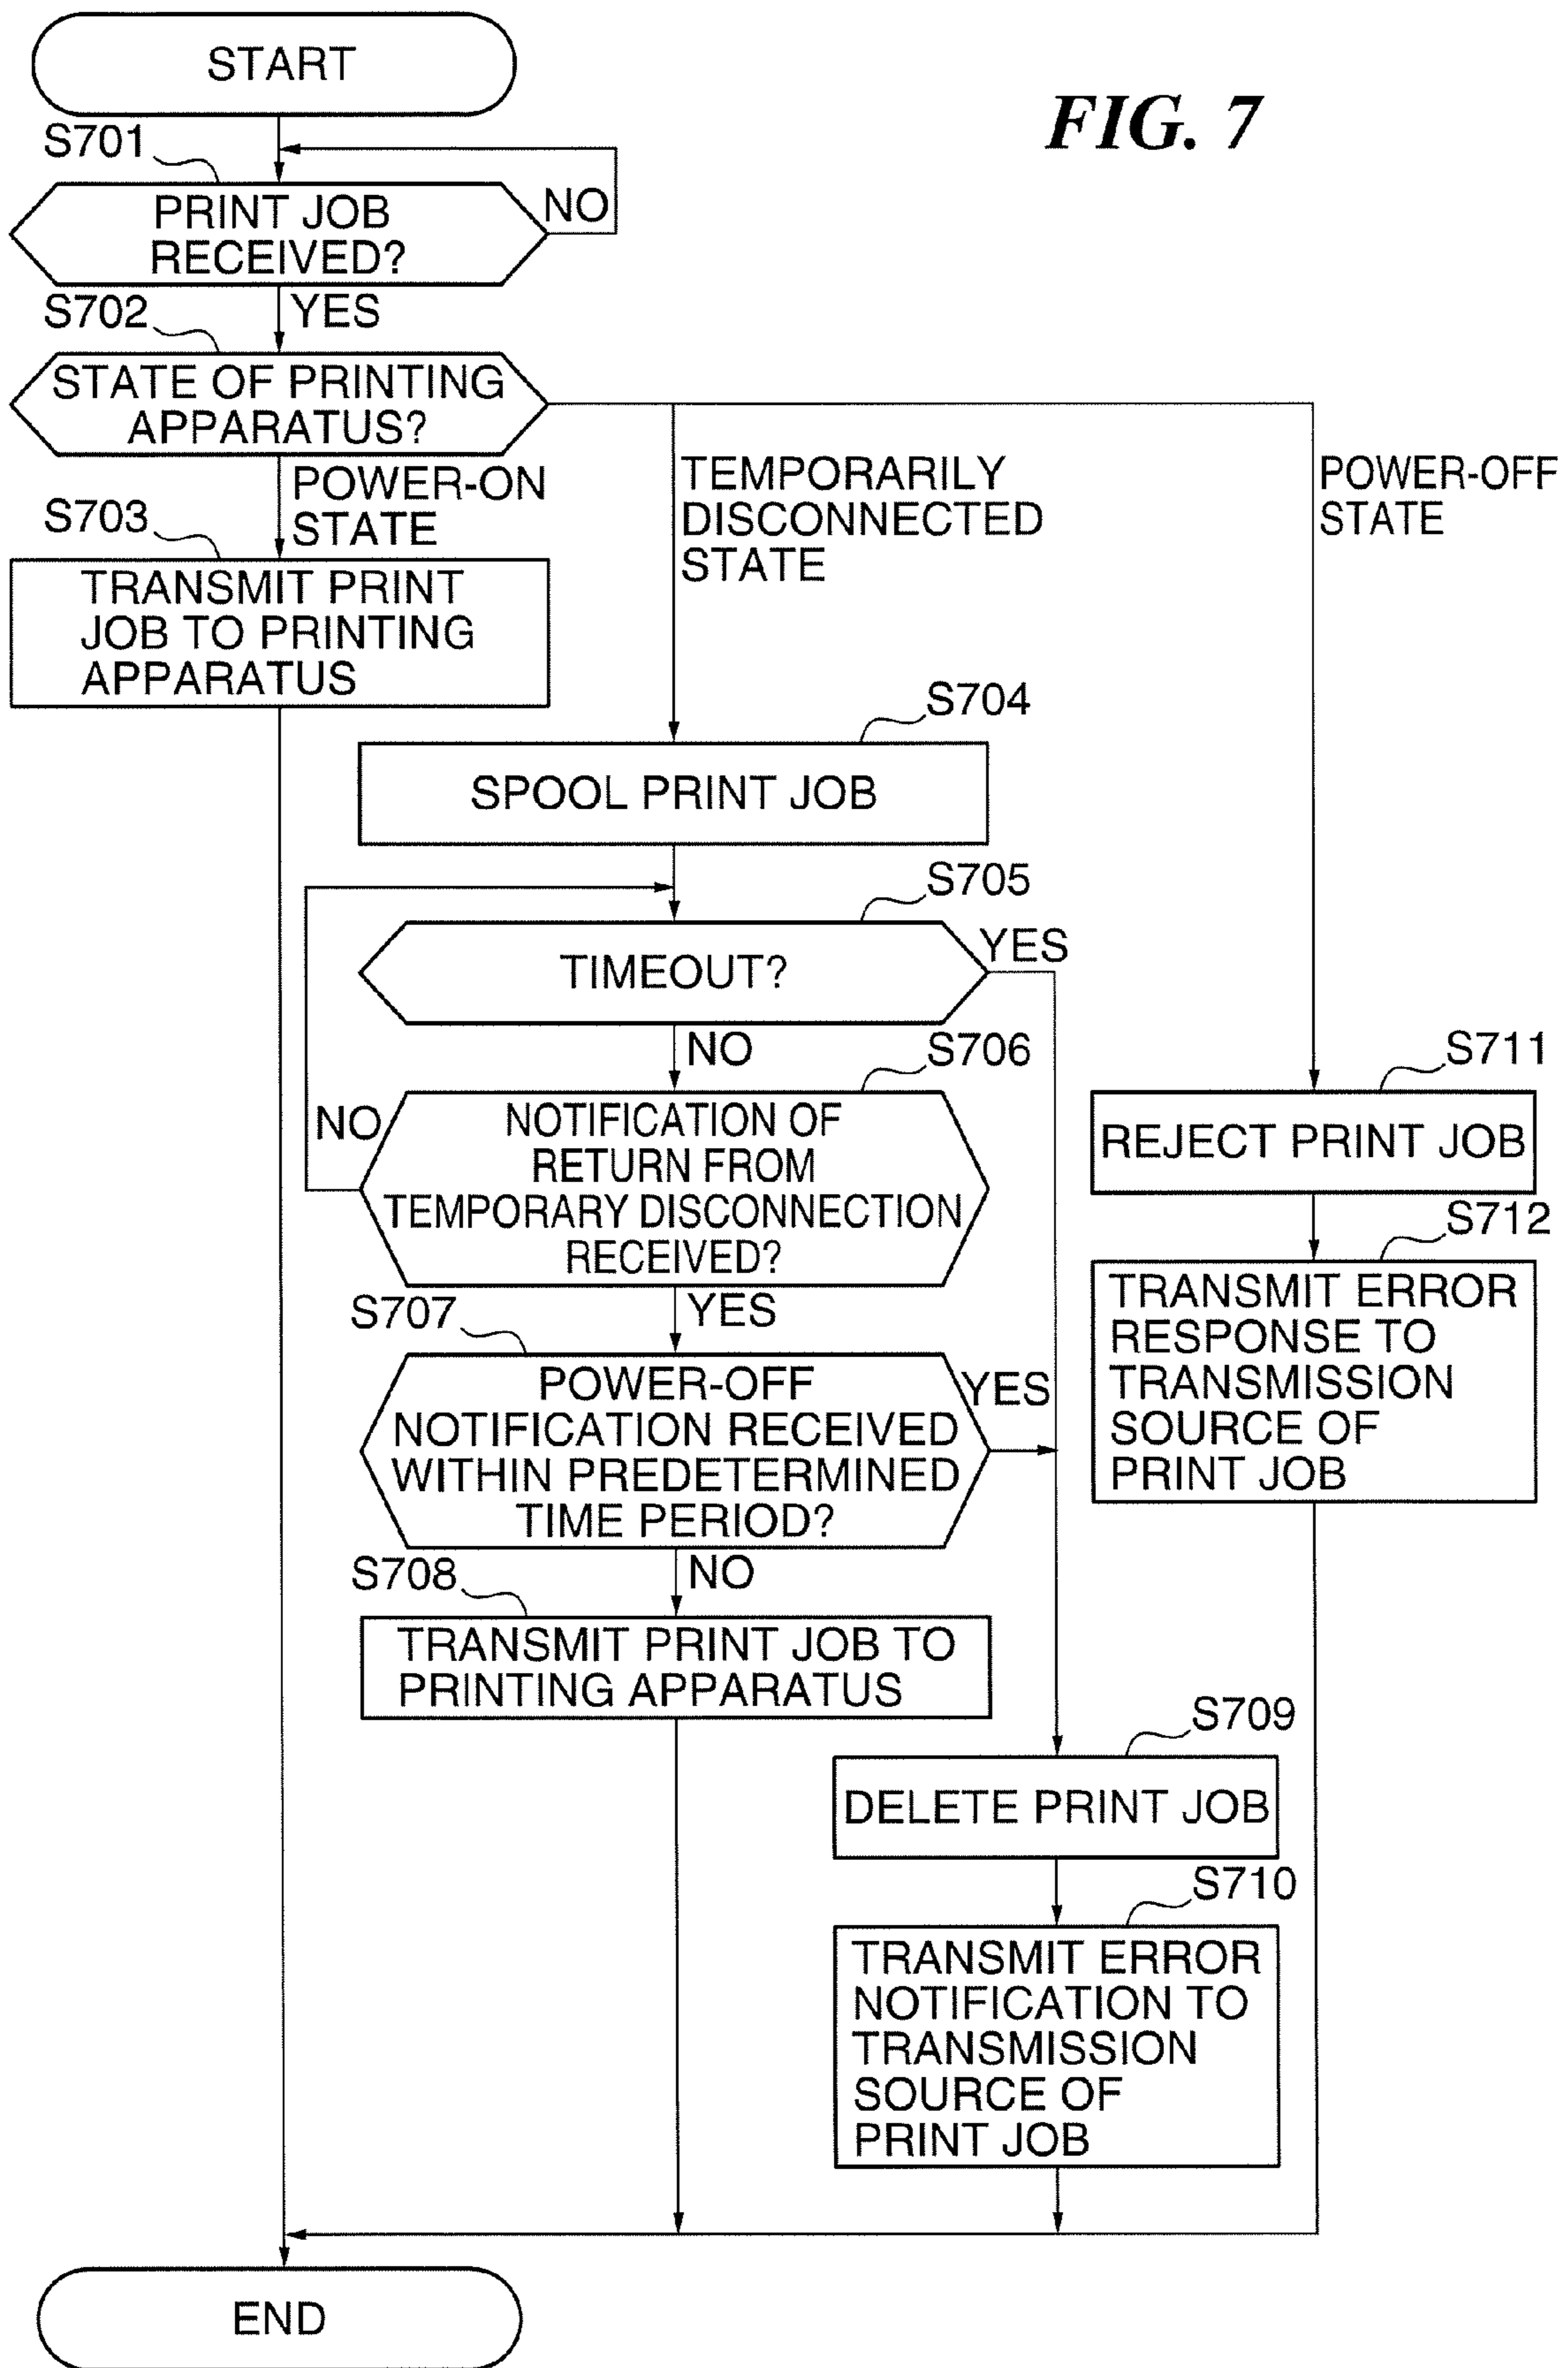 START
FIG. 7
S701
PRINT JOB
RECEIVED?
NO
S702
YES
STATE OF PRINTING
APPARATUS?
POWER-ON
STATE
TEMPORARILY
DISCONNECTED
STATE
POWER-OFF
STATE
S703
TRANSMIT PRINT
JOB TO PRINTING
APPARATUS
S704
SPOOL PRINT JOB
S705
TIMEOUT?
YES
NO
S706
NOTIFICATION OF
RETURN FROM
TEMPORARY DISCONNECTION
RECEIVED?
NO
YES
S707
POWER-OFF
NOTIFICATION RECEIVED
WITHIN PREDETERMINED
TIME PERIOD?
YES
NO
S708
TRANSMIT PRINT JOB TO
PRINTING APPARATUS
S709
DELETE PRINT JOB
S710
TRANSMIT ERROR
NOTIFICATION TO
TRANSMISSION
SOURCE OF
PRINT JOB
S711
REJECT PRINT JOB
S712
TRANSMIT ERROR
RESPONSE TO
TRANSMISSION
SOURCE OF
PRINT JOB
END